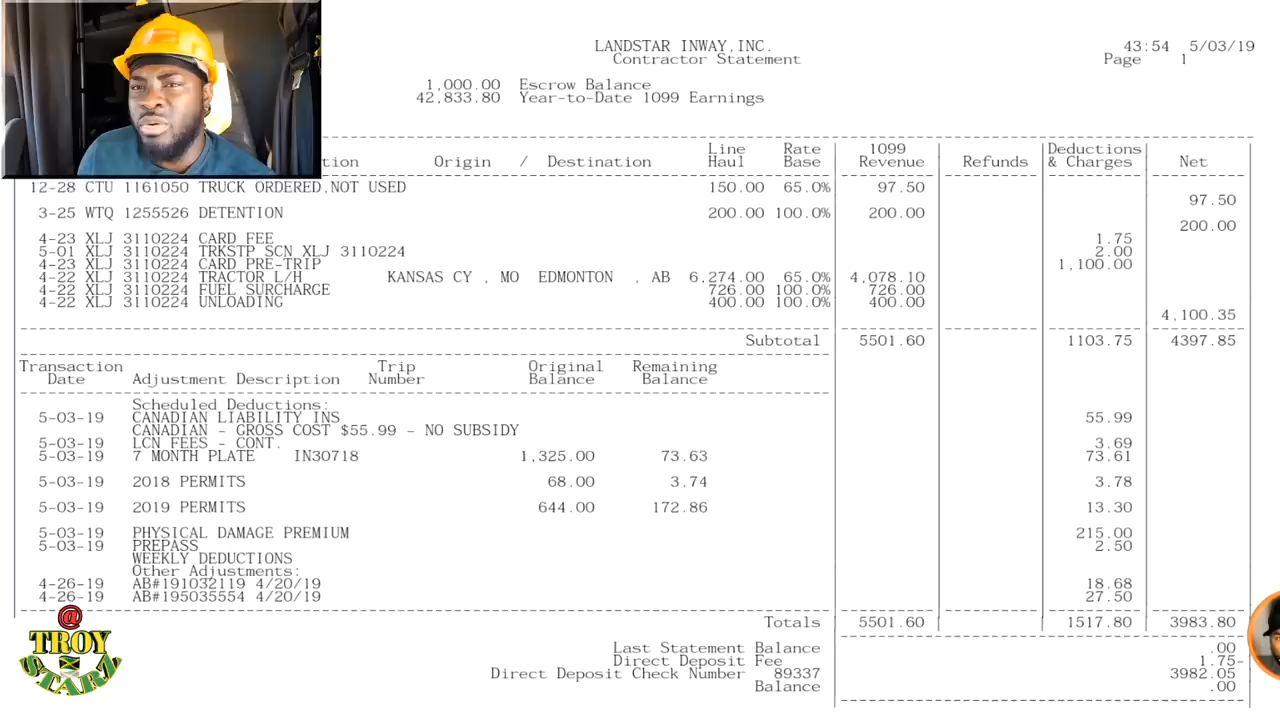 LANDSTAR INWAY,INC. 43:54 5/03/19
Contractor Statement Page 1
1,000.00 Escrow Balance
42,833.80 Year-to-Date 1099 Earnings
Line Rate 1099 Deductions
tion Origin / Destination Haul Base Revenue Refunds & Charges Net
12-28 CTU 1161050 TRUCK ORDERED,NOT USED 150.00 65.0% 97.50
97.50
3-25 WTQ 1255526 DETENTION 200.00 100.0% 200.00
200.00
4-23 XLJ 3110224 CARD FEE 1.75
5-01 XLJ 3110224 TRKSTP SCN XLJ 3110224 2.00
4-23 XLJ 3110224 CARD PRE-TRIP 1,100.00
4-22 XLJ 3110224 TRACTOR L/H KANSAS CY , MO EDMONTON , AB 6,274.00 65.0% 4,078.10
4-22 XLJ 3110224 FUEL SURCHARGE 726.00 100.0% 726.00
4-22 XLJ 3110224 UNLOADING 400.00 100.0% 400.00
4,100.35
Subtotal 5501.60 1103.75 4397.85
Transaction Trip Original Remaining
Date Adjustment Description Number Balance Balance
Scheduled Deductions:
5-03-19 CANADIAN LIABILITY INS 55.99
CANADIAN - GROSS COST $55.99 - NO SUBSIDY
5-03-19 LCN FEES - CONT. 3.69
5-03-19 7 MONTH PLATE IN30718 1,325.00 73.63 73.61
5-03-19 2018 PERMITS 68.00 3.74 3.78
5-03-19 2019 PERMITS 644.00 172.86 13.30
5-03-19 PHYSICAL DAMAGE PREMIUM 215.00
5-03-19 PREPASS 2.50
WEEKLY DEDUCTIONS
Other Adjustments:
4-26-19 AB#191032119 4/20/19 18.68
4-26-19 AB#195035554 4/20/19 27.50
Totals 5501.60 1517.80 3983.80
Last Statement Balance .00
Direct Deposit Fee 1.75-
Direct Deposit Check Number 89337 3982.05
Balance .00
@
TROY
STARR